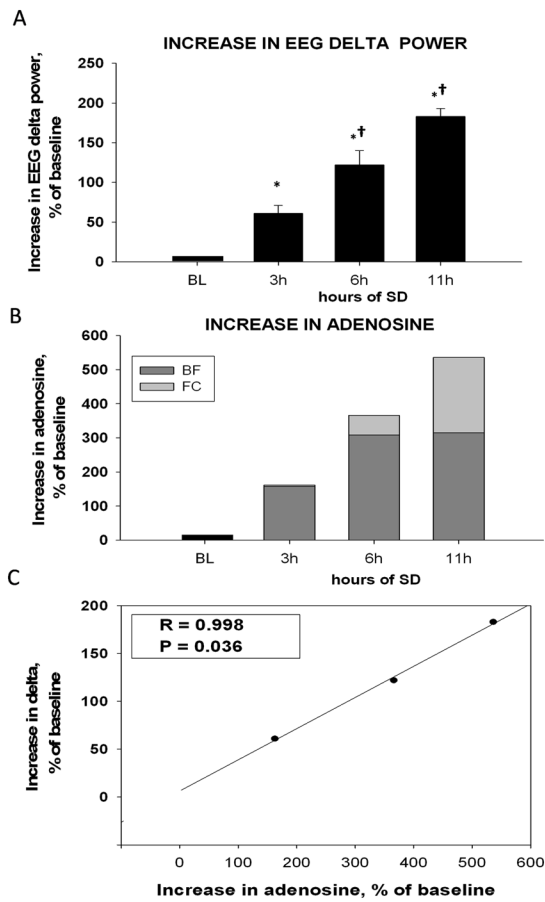 A
INCREASE IN EEG DELTA POWER
Increase in EEG delta power,
% of baseline
250
200
150
100
50
0
*
*†
*†
BL 3h 6h 11h
hours of SD
B
INCREASE IN ADENOSINE
Increase in adenosine,
% of baseline
600
500
400
300
200
100
0
BF
FC
BL 3h 6h 11h
hours of SD
C
Increase in delta,
% of baseline
200
150
100
50
0
R = 0.998
P = 0.036
0 100 200 300 400 500 600
Increase in adenosine, % of baseline